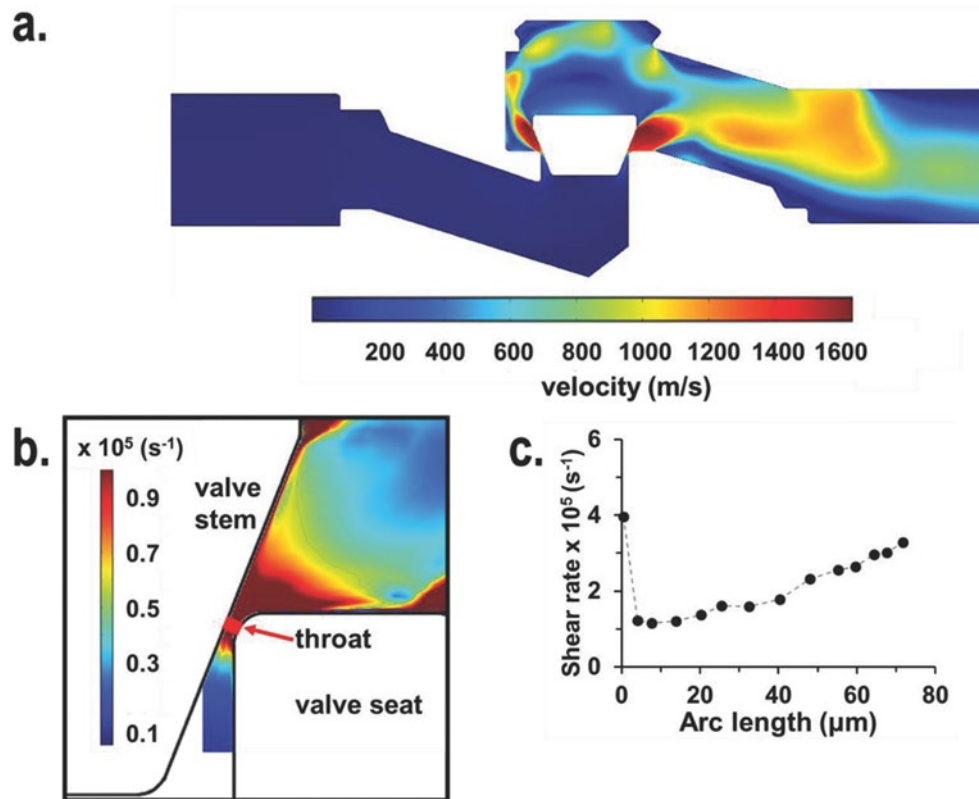 a.
200 400 600 800 1000 1200 1400 1600
velocity (m/s)
b.
x 10⁵ (s⁻¹)
0.9
0.7
0.5
0.3
0.1
valve
stem
throat
valve seat
c.
Shear rate x 10⁵ (s⁻¹)
6
4
2
0
0 20 40 60 80
Arc length (μm)